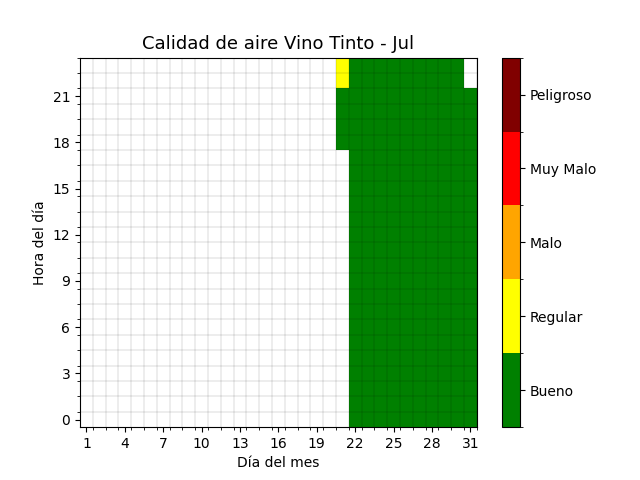 Calidad de aire Vino Tinto - Jul
Hora del día
21
18
15
12
9
6
3
0
1 4 7 10 13 16 19 22 25 28 31
Día del mes
Peligroso
Muy Malo
Malo
Regular
Bueno